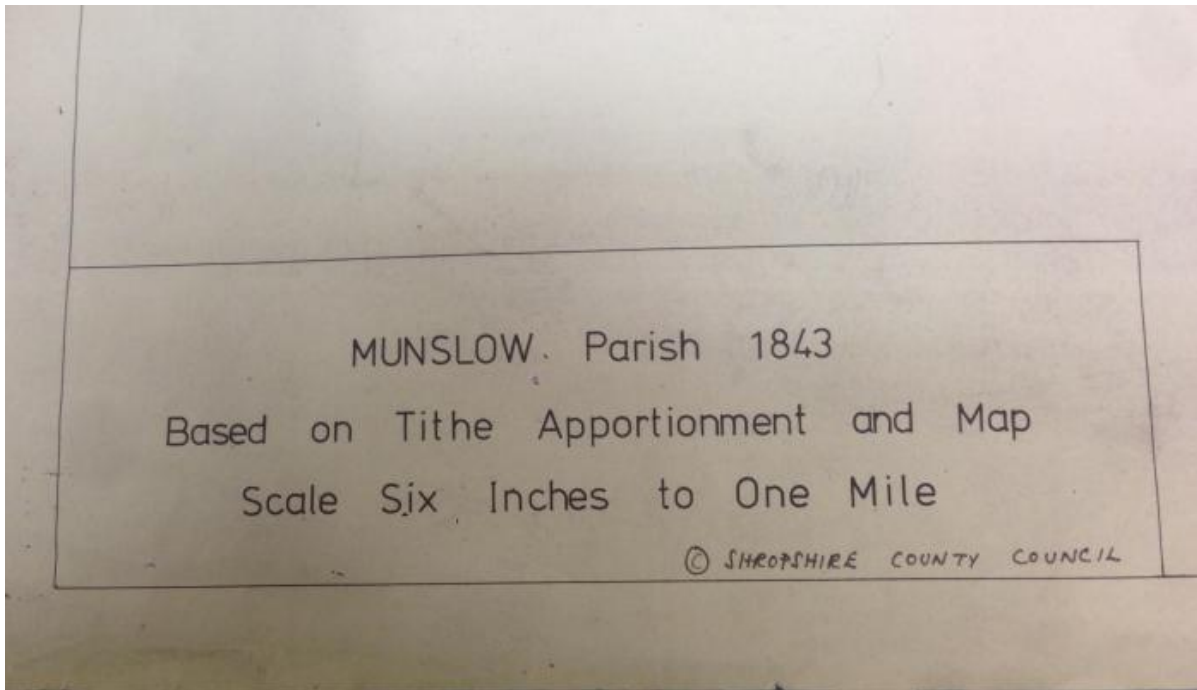 MUNSLOW. Parish 1843
Based on Tithe Apportionment and Map
Scale Six Inches to One Mile
© SHROPSHIRE COUNTY COUNCIL